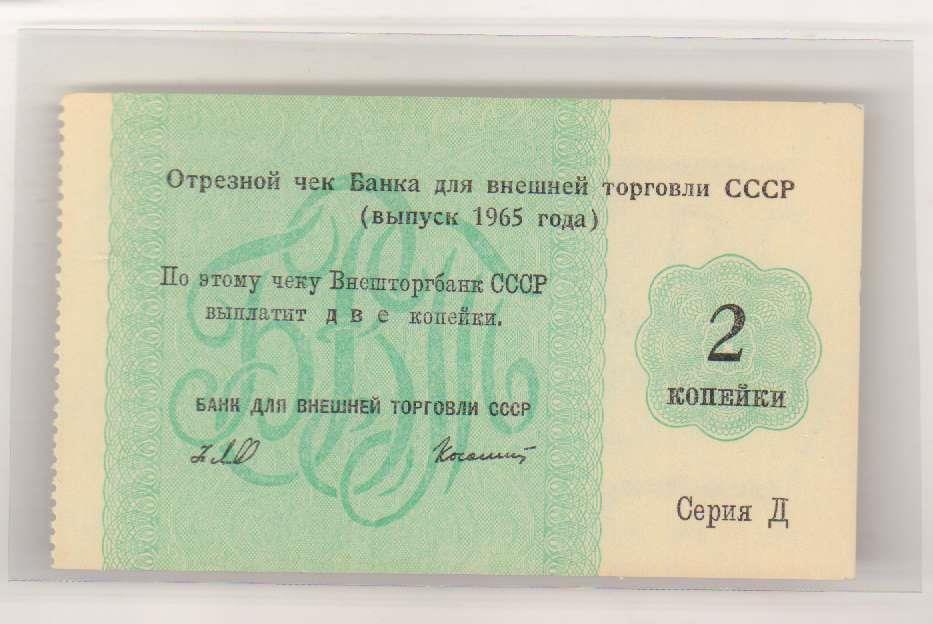 Отрезной чек Банка для внешней торговли СССР
(выпуск 1965 года)
По этому чеку Внешторгбанк СССР
выплатит две копейки.
2
КОПЕЙКИ
БАНК ДЛЯ ВНЕШНЕЙ ТОРГОВЛИ СССР
Серия Д